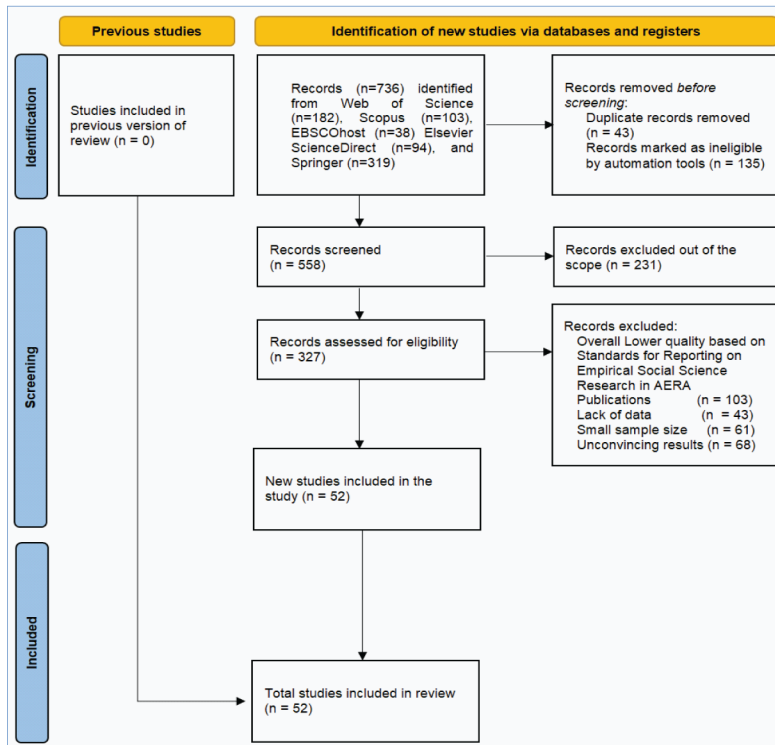 Previous studies
Identification of new studies via databases and registers
Identification
Studies included in
previous version of
review (n = 0)
Records (n=736) identified
from Web of Science
(n=182), Scopus (n=103),
EBSCOhost (n=38) Elsevier
ScienceDirect (n=94), and
Springer (n=319)
Records removed before
screening:
Duplicate records removed
(n = 43)
Records marked as ineligible
by automation tools (n = 135)
Screening
Records screened
(n = 558)
Records excluded out of the
scope (n = 231)
Records assessed for eligibility
(n = 327)
Records excluded:
Overall Lower quality based on
Standards for Reporting on
Empirical Social Science
Research in AERA
Publications (n = 103)
Lack of data (n = 43)
Small sample size (n = 61)
Unconvincing results (n = 68)
New studies included in the
study (n = 52)
Included
Total studies included in review
(n = 52)